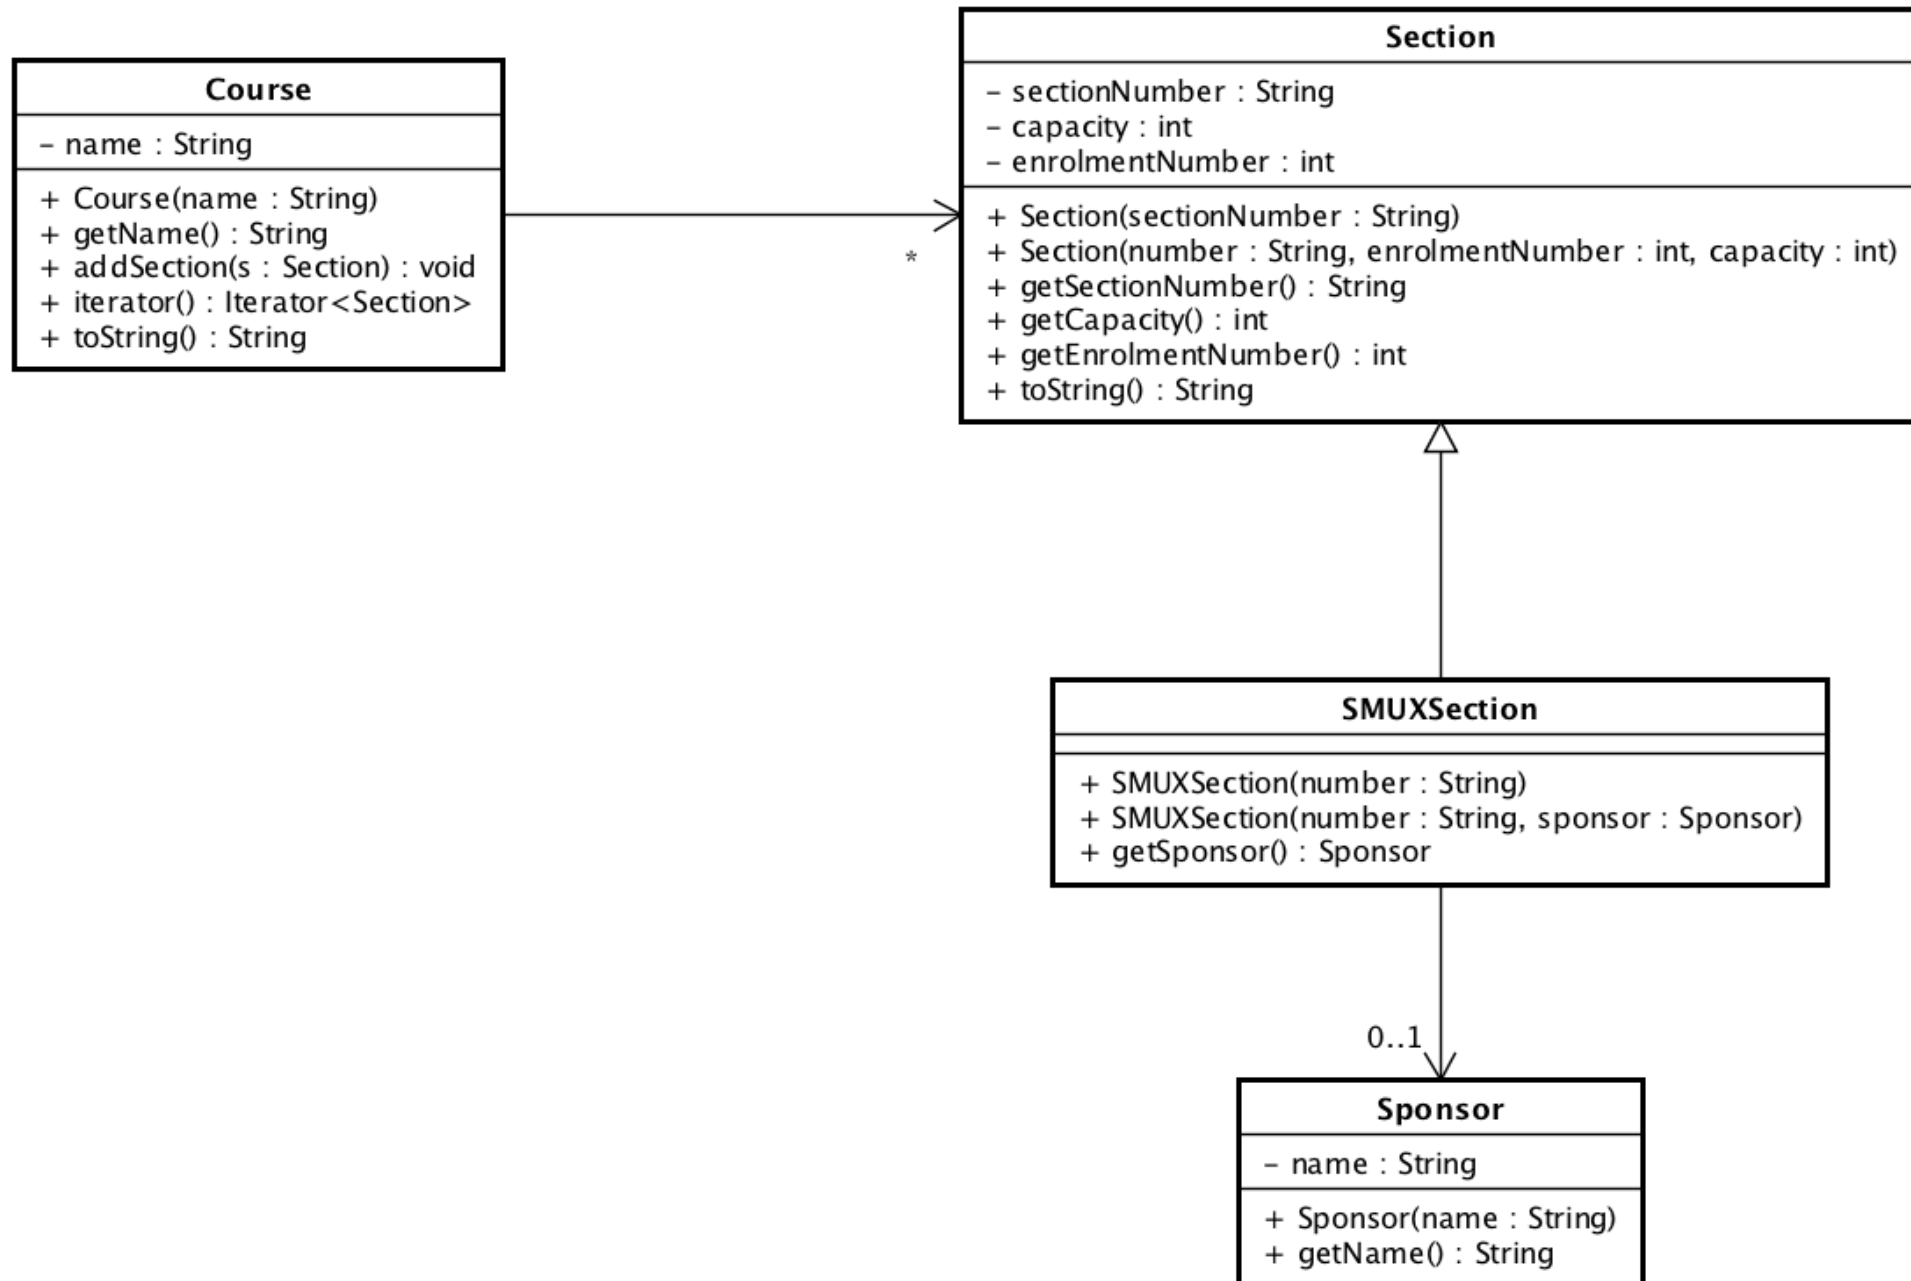 Course
– name : String
+ Course(name : String)
+ getName() : String
+ addSection(s : Section) : void
+ iterator() : Iterator<Section>
+ toString() : String
*
Section
– sectionNumber : String
– capacity : int
– enrolmentNumber : int
+ Section(sectionNumber : String)
+ Section(number : String, enrolmentNumber : int, capacity : int)
+ getSectionNumber() : String
+ getCapacity() : int
+ getEnrolmentNumber() : int
+ toString() : String
SMUXSection
+ SMUXSection(number : String)
+ SMUXSection(number : String, sponsor : Sponsor)
+ getSponsor() : Sponsor
0..1
Sponsor
– name : String
+ Sponsor(name : String)
+ getName() : String